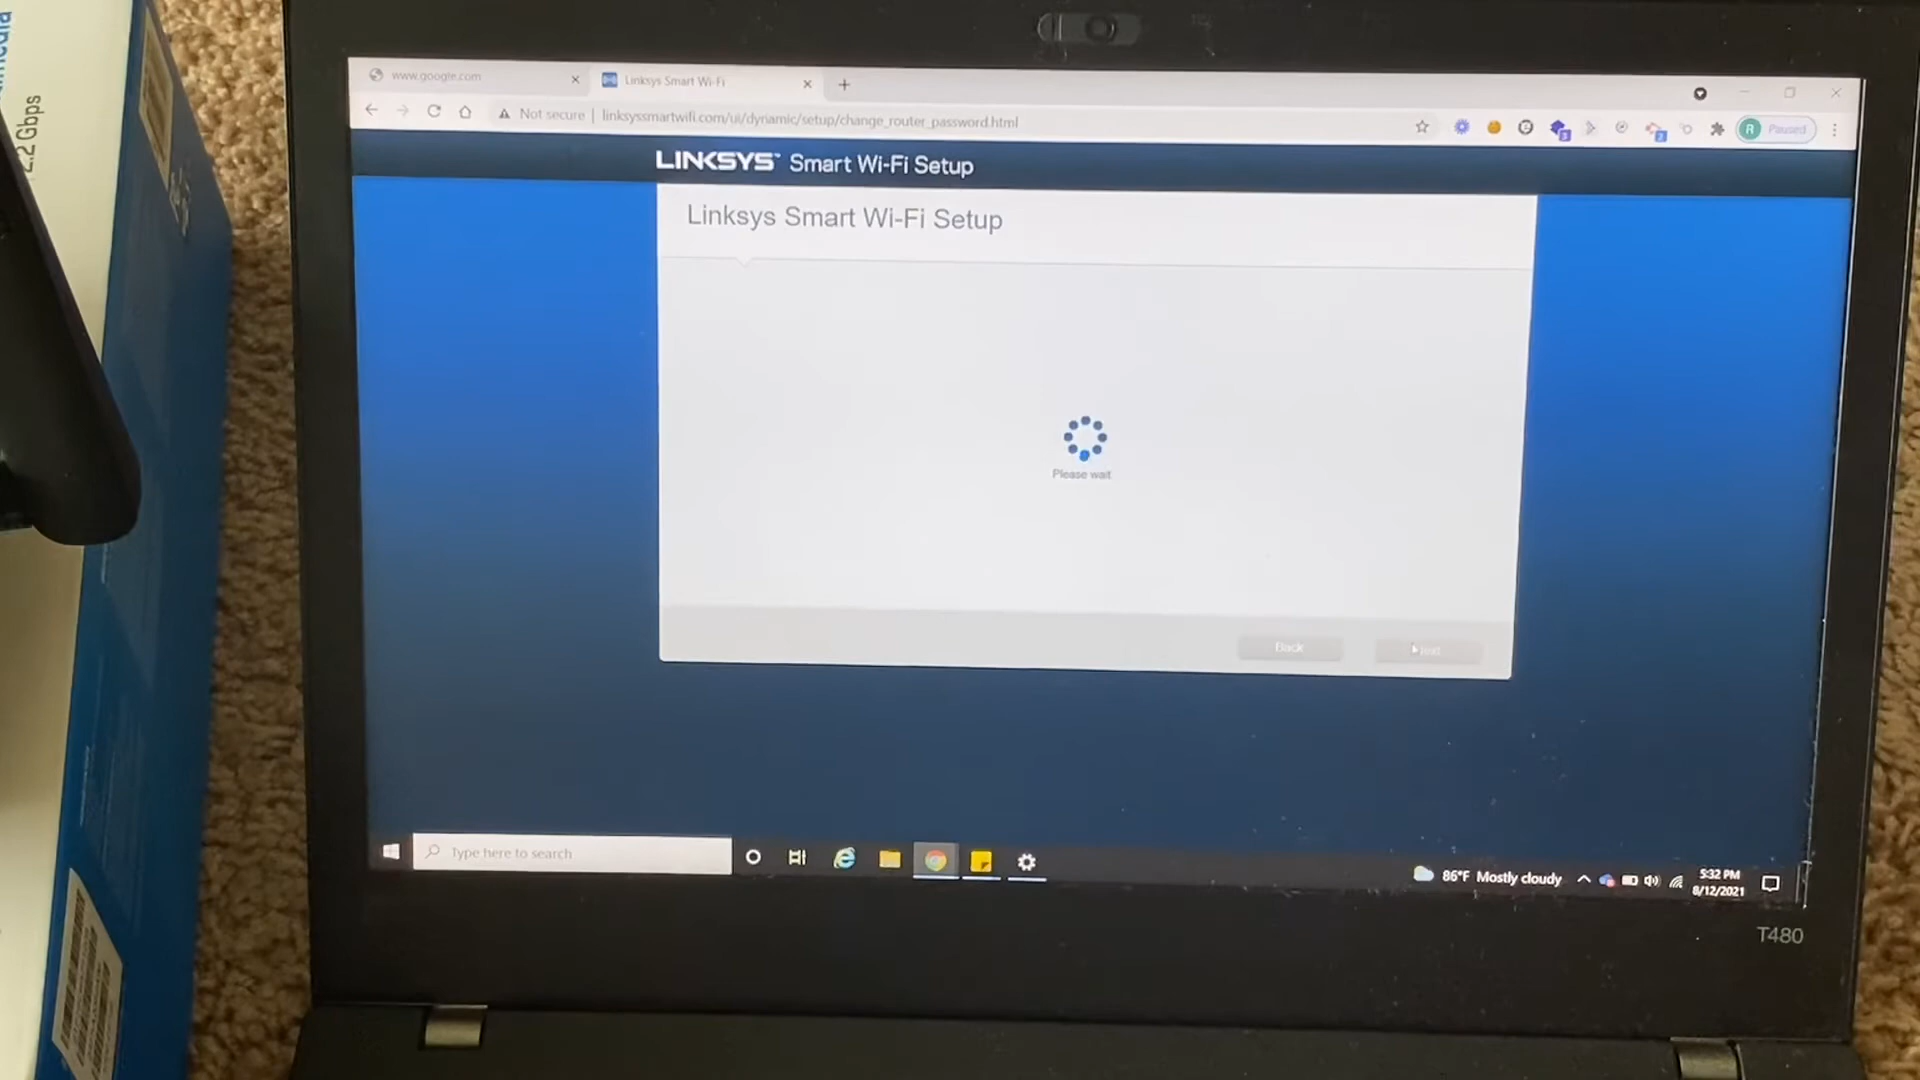 2.2 Gbps
www.google.com
Linksys Smart Wi-Fi
Not secure | linksyssmartwifi.com/ui/dynamic/setup/change_router_password.html
R Paused
LINKSYS™ Smart Wi-Fi Setup
Linksys Smart Wi-Fi Setup
Please wait
Back
Next
Type here to search
86°F Mostly cloudy
5:32 PM
8/12/2021
T480